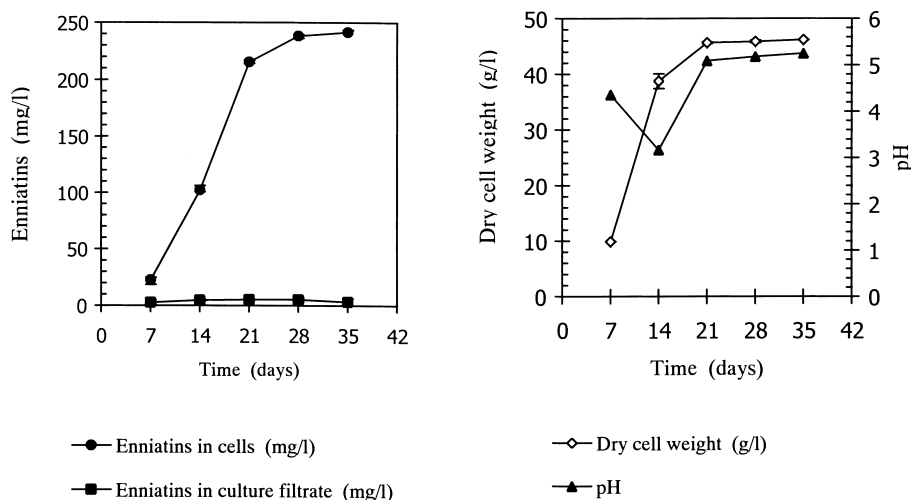 250
200
150
100
50
0
Enniatins (mg/l)
0 7 14 21 28 35 42
Time (days)
Enniatins in cells (mg/l)
Enniatins in culture filtrate (mg/l)
50
40
30
20
10
0
Dry cell weight (g/l)
6
5
4
3
2
1
0
pH
0 7 14 21 28 35 42
Time (days)
Dry cell weight (g/l)
pH